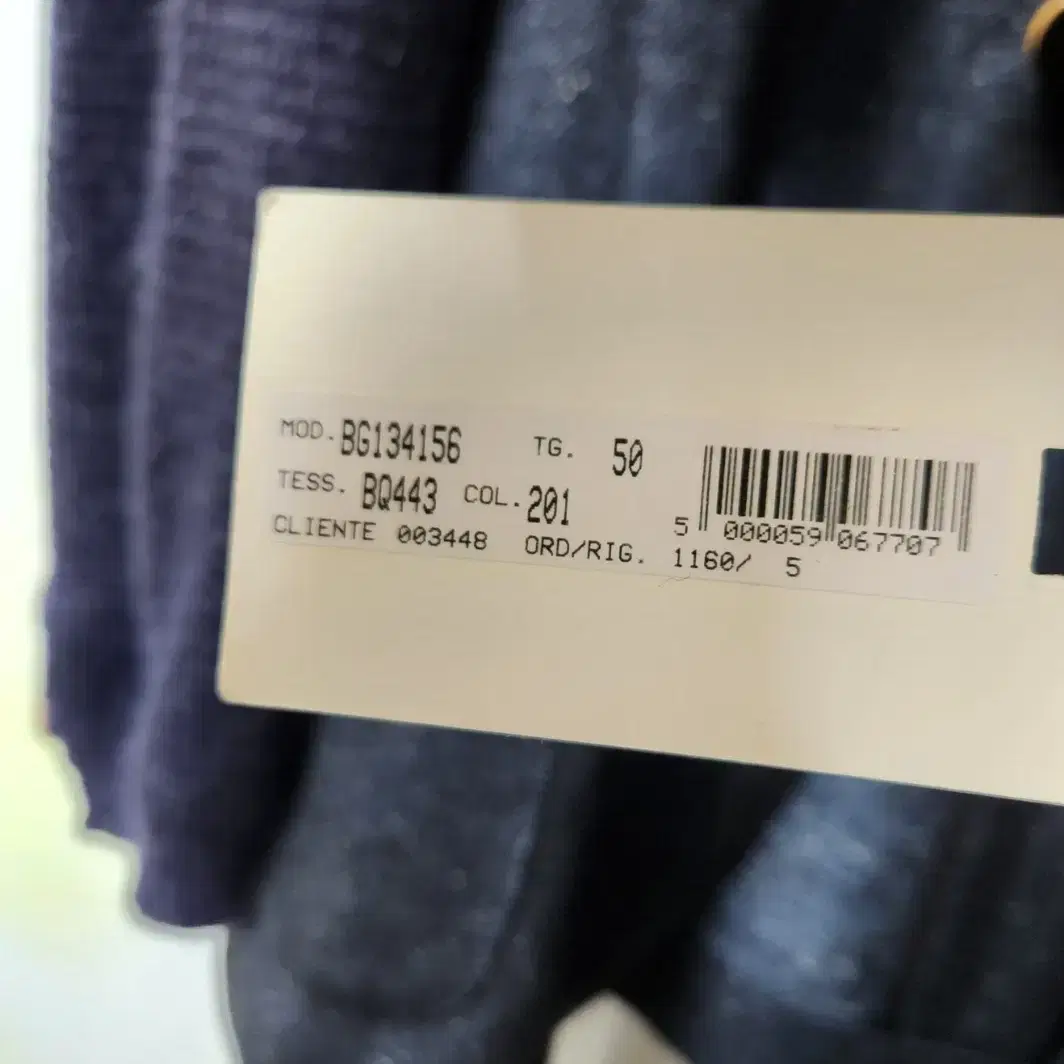 MOD. BG134156 TG. 50
TESS. BQ443 COL. 201
CLIENTE 003448 ORD/RIG. 1160/ 5
5 000059 067707